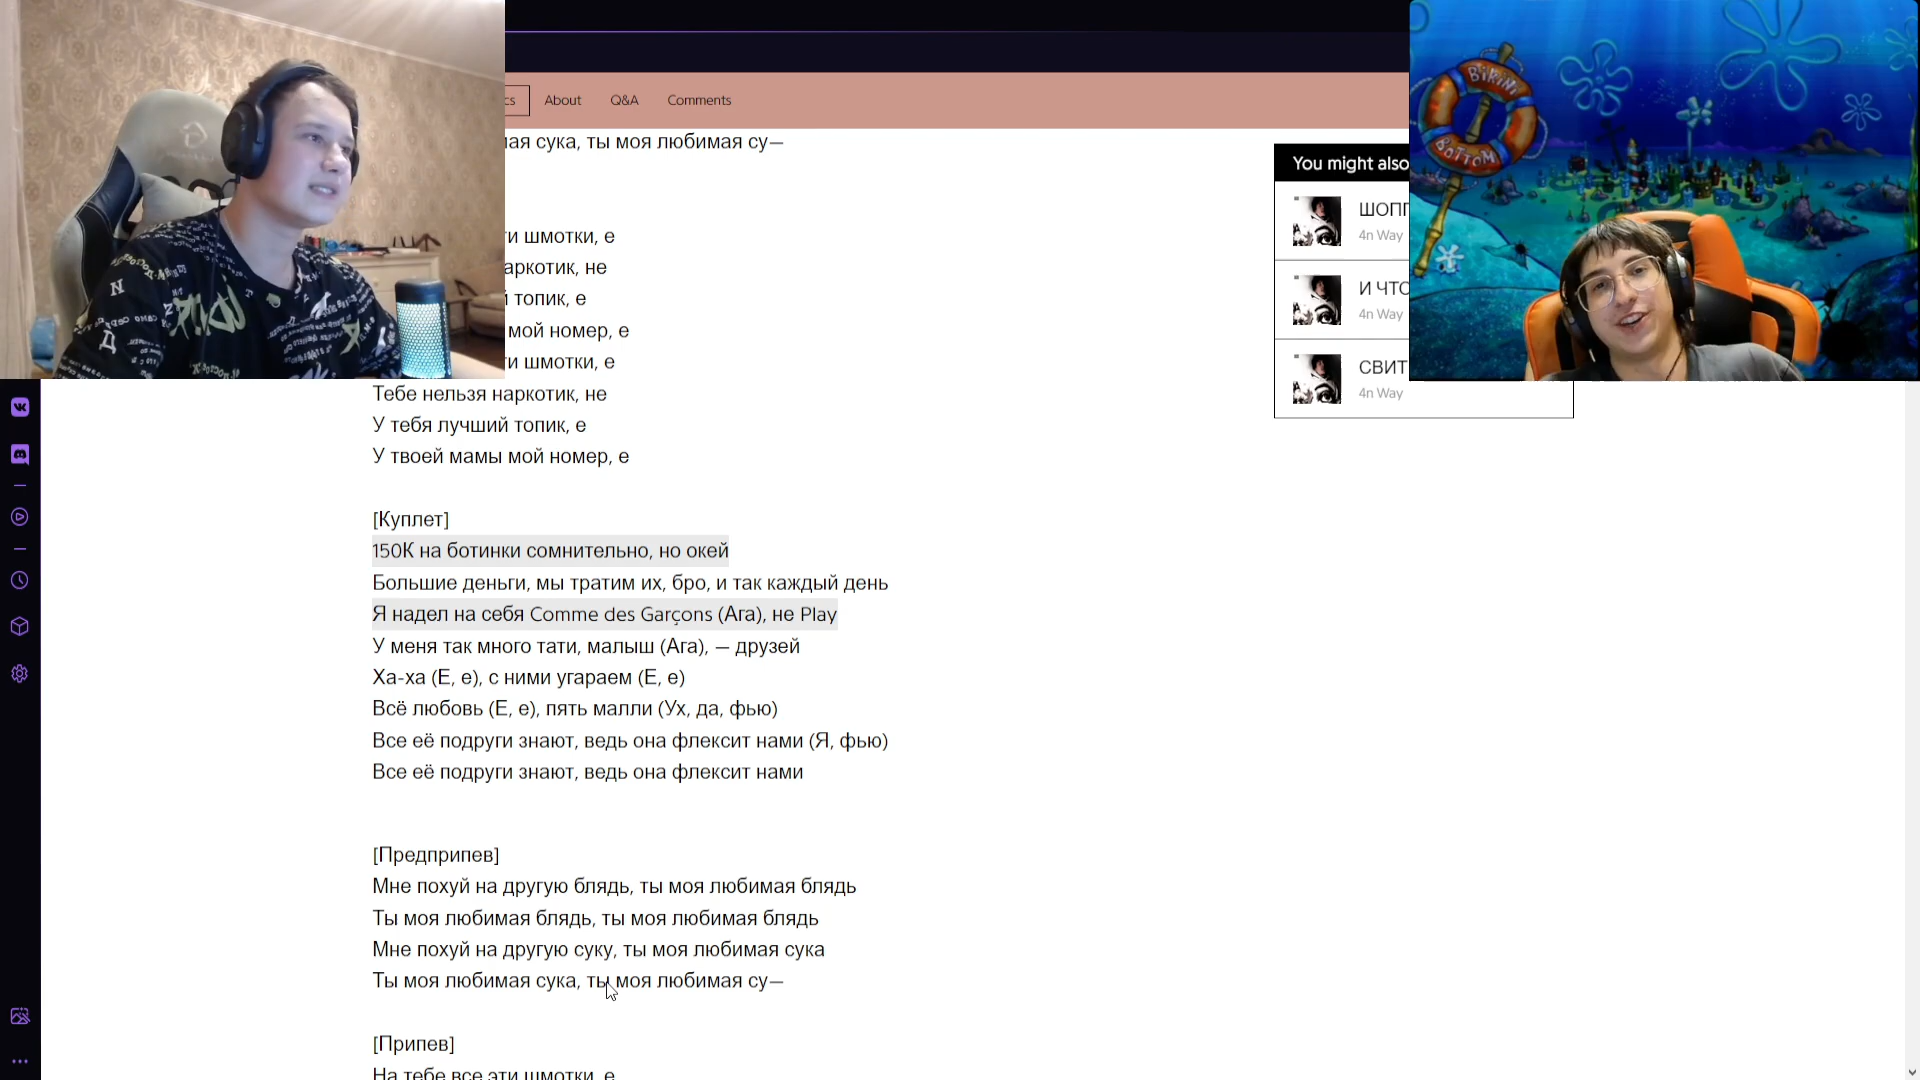 cs
About
Q&A
Comments
ая сука, ты моя любимая су—
ти шмотки, е
аркотик, не
й топик, е
мой номер, е
ти шмотки, е
Тебе нельзя наркотик, не
У тебя лучший топик, е
У твоей мамы мой номер, е
[Куплет]
150К на ботинки сомнительно, но окей
Большие деньги, мы тратим их, бро, и так каждый день
Я надел на себя Comme des Garçons (Ага), не Play
У меня так много тати, малыш (Ага), — друзей
Ха-ха (Е, е), с ними угараем (Е, е)
Всё любовь (Е, е), пять малли (Ух, да, фью)
Все её подруги знают, ведь она флексит нами (Я, фью)
Все её подруги знают, ведь она флексит нами
[Предприпев]
Мне похуй на другую блядь, ты моя любимая блядь
Ты моя любимая блядь, ты моя любимая блядь
Мне похуй на другую суку, ты моя любимая сука
Ты моя любимая сука, ты моя любимая су—
[Припев]
На тебе все эти шмотки, е
You might also
ШОПП
4n Way
И ЧТО
4n Way
СВИТ
4n Way
BIKINI
BOTTOM